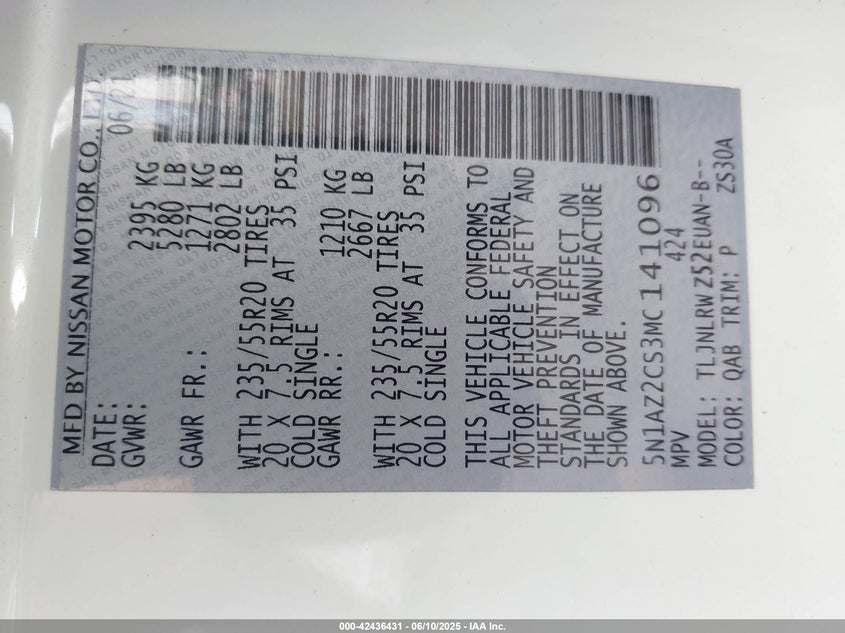 MFD BY NISSAN MOTOR CO., LTD
DATE: 06/21
GVWR: 2395 KG
5280 LB
GAWR FR.: 1271 KG
2802 LB
WITH 235/55R20 TIRES
20 X 7.5 RIMS AT 35 PSI
COLD SINGLE
GAWR RR.: 1210 KG
2667 LB
WITH 235/55R20 TIRES
20 X 7.5 RIMS AT 35 PSI
COLD SINGLE
THIS VEHICLE CONFORMS TO
ALL APPLICABLE FEDERAL
MOTOR VEHICLE SAFETY AND
THEFT PREVENTION
STANDARDS IN EFFECT ON
THE DATE OF MANUFACTURE
SHOWN ABOVE.
5N1AZ2CS3MC141096
MPV 424
MODEL: TLJNLRW Z52EUAN-B--
COLOR: QAB TRIM: P ZS30A
000-42436431 - 06/10/2025 - IAA Inc.